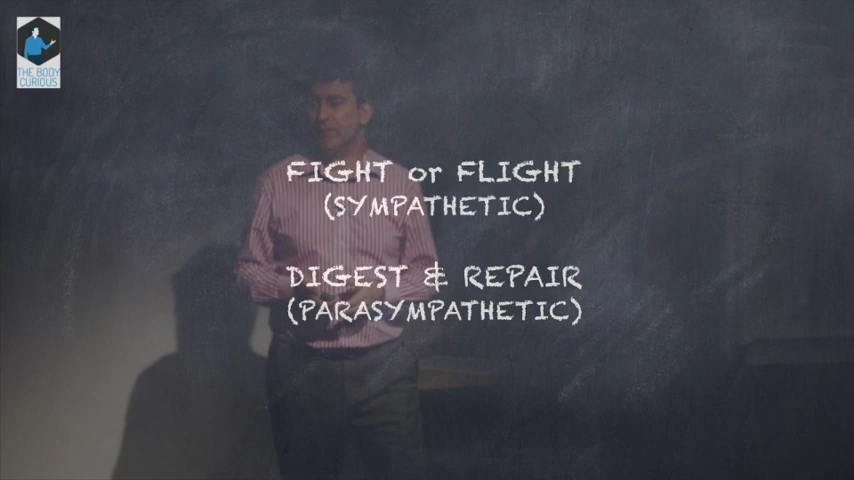 THE BODY
CURIOUS
FIGHT or FLIGHT
(SYMPATHETIC)
DIGEST & REPAIR
(PARASYMPATHETIC)